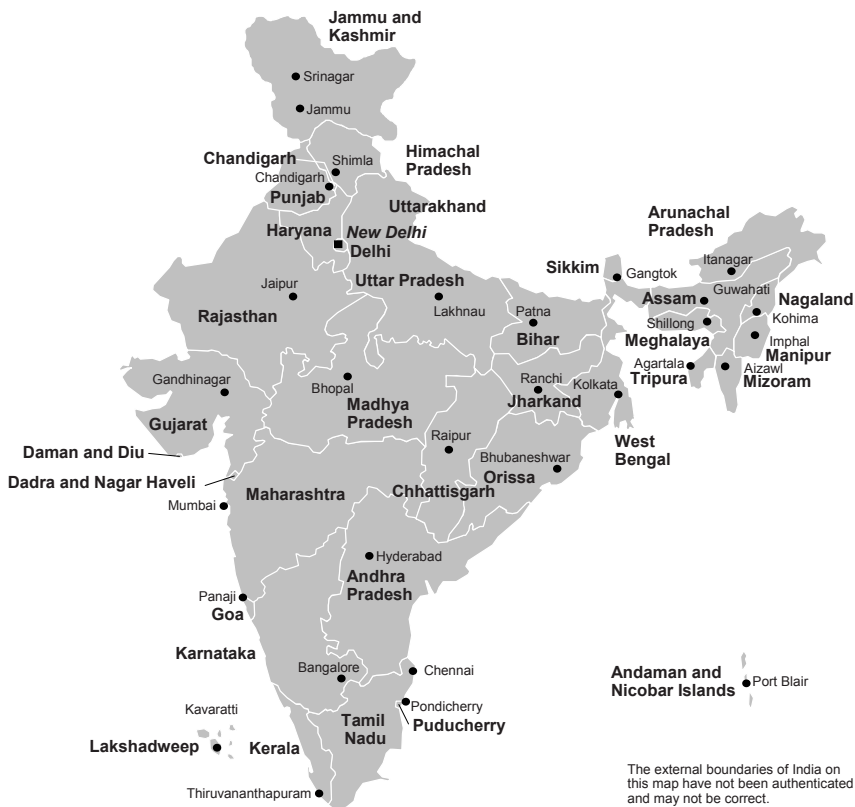 Jammu and
Kashmir
Srinagar
Jammu
Chandigarh
Himachal
Pradesh
Shimla
Chandigarh
Punjab
Uttarakhand
Haryana
New Delhi
Delhi
Arunachal
Pradesh
Itanagar
Sikkim
Gangtok
Uttar Pradesh
Jaipur
Lakhnau
Rajasthan
Patna
Bihar
Guwahati
Assam
Nagaland
Kohima
Shillong
Meghalaya
Imphal
Manipur
Agartala
Tripura
Aizawl
Mizoram
Gandhinagar
Gujarat
Bhopal
Madhya
Pradesh
Ranchi
Jharkand
Kolkata
West
Bengal
Raipur
Bhubaneshwar
Orissa
Chhattisgarh
Daman and Diu
Dadra and Nagar Haveli
Maharashtra
Mumbai
Hyderabad
Andhra
Pradesh
Panaji
Goa
Karnataka
Bangalore
Chennai
Andaman and
Nicobar Islands
Port Blair
Pondicherry
Puducherry
Tamil
Nadu
Kavaratti
Lakshadweep
Kerala
Thiruvananthapuram
The external boundaries of India on
this map have not been authenticated
and may not be correct.